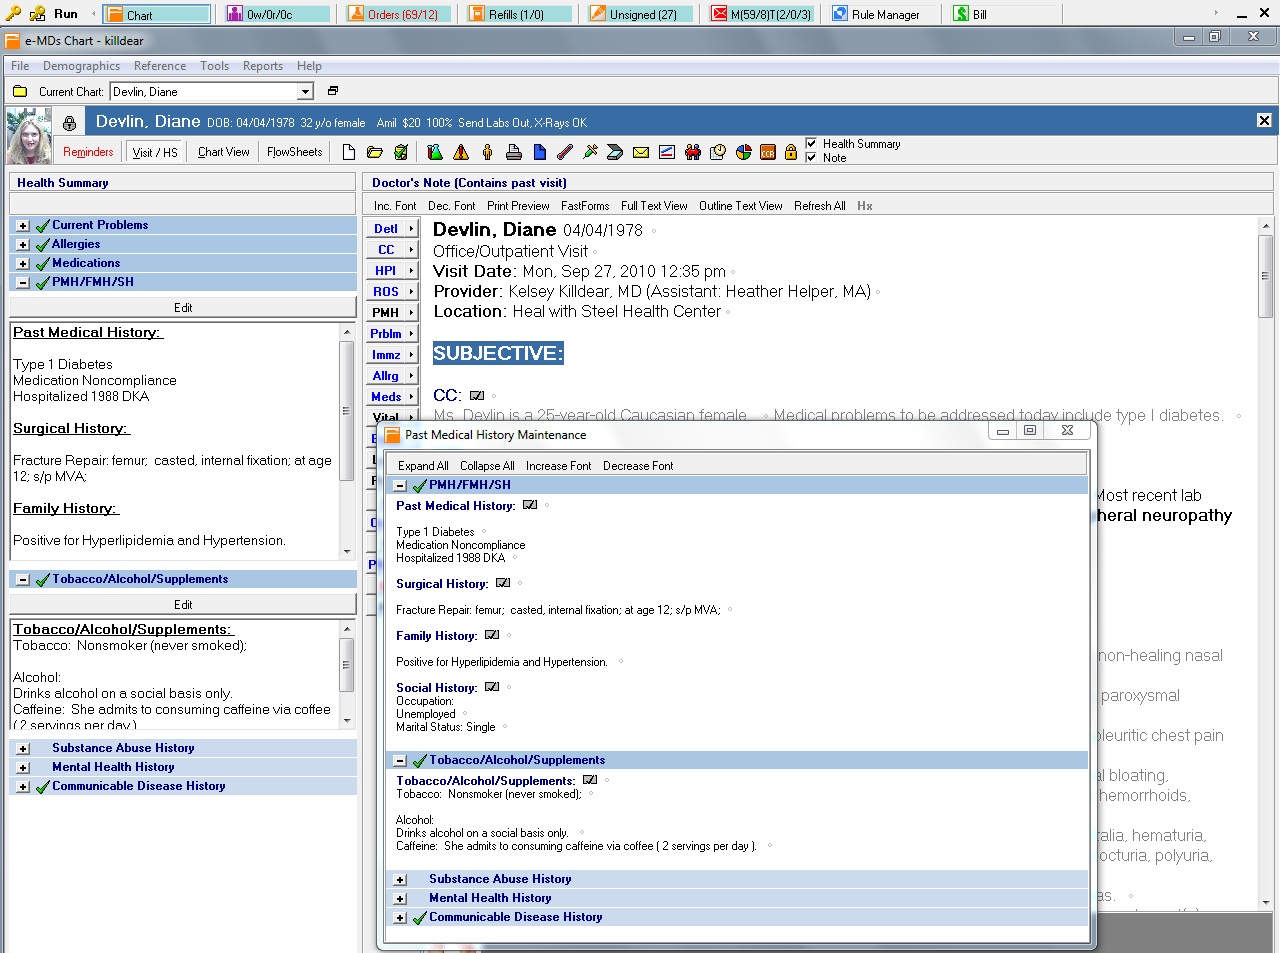 Run Chart 0w/0r/0c Orders (69/12) Refills (1/0) Unsigned (27) M(59/8)T(2/0/3) Rule Manager Bill
e-MDs Chart - killdear
File Demographics Reference Tools Reports Help
Current Chart: Devlin, Diane
Devlin, Diane DOB: 04/04/1978 32 y/o female Amil $20 100% Send Labs Out, X-Rays OK
Reminders Visit / HS Chart View FlowSheets CCR Health Summary
Note
Health Summary
Current Problems
Allergies
Medications
PMH/FMH/SH
Edit
Past Medical History:
Type 1 Diabetes
Medication Noncompliance
Hospitalized 1988 DKA
Surgical History:
Fracture Repair: femur; casted, internal fixation; at age
12; s/p MVA;
Family History:
Positive for Hyperlipidemia and Hypertension.
Tobacco/Alcohol/Supplements
Edit
Tobacco/Alcohol/Supplements:
Tobacco: Nonsmoker (never smoked);
Alcohol:
Drinks alcohol on a social basis only.
Caffeine: She admits to consuming caffeine via coffee
( 2 servings per day )
Substance Abuse History
Mental Health History
Communicable Disease History
Doctor's Note (Contains past visit)
Inc. Font Dec. Font Print Preview FastForms Full Text View Outline Text View Refresh All Hx
Detl
CC
HPI
ROS
PMH
Prblm
Immz
Allrg
Meds
Vital
Devlin, Diane 04/04/1978
Office/Outpatient Visit
Visit Date: Mon, Sep 27, 2010 12:35 pm
Provider: Kelsey Killdear, MD (Assistant: Heather Helper, MA)
Location: Heal with Steel Health Center
SUBJECTIVE:
CC:
Ms. Devlin is a 25-year-old Caucasian female. Medical problems to be addressed today include type I diabetes.
Most recent lab
heral neuropathy
non-healing nasal
paroxysmal
pleuritic chest pain
al bloating,
hemorrhoids,
talia, hematuria,
octuria, polyuria,
as.
Past Medical History Maintenance
Expand All Collapse All Increase Font Decrease Font
PMH/FMH/SH
Past Medical History:
Type 1 Diabetes
Medication Noncompliance
Hospitalized 1988 DKA
Surgical History:
Fracture Repair: femur; casted, internal fixation; at age 12; s/p MVA;
Family History:
Positive for Hyperlipidemia and Hypertension.
Social History:
Occupation:
Unemployed
Marital Status: Single
Tobacco/Alcohol/Supplements
Tobacco/Alcohol/Supplements:
Tobacco: Nonsmoker (never smoked);
Alcohol:
Drinks alcohol on a social basis only.
Caffeine: She admits to consuming caffeine via coffee ( 2 servings per day ).
Substance Abuse History
Mental Health History
Communicable Disease History